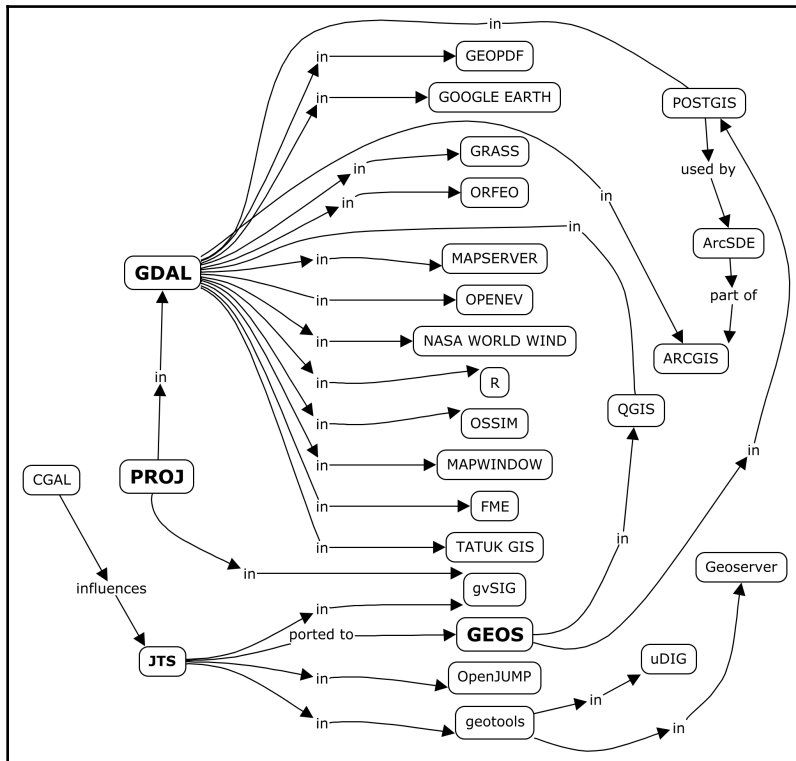 in
in
GEOPDF
in
GOOGLE EARTH
POSTGIS
GRASS
in
used by
in
ORFEO
in
in
ArcSDE
GDAL
in
MAPSERVER
part of
in
OPENEV
in
NASA WORLD WIND
ARCGIS
in
in
R
QGIS
in
OSSIM
in
in
MAPWINDOW
CGAL
PROJ
in
FME
in
in
TATUK GIS
in
Geoserver
influences
gvSIG
in
ported to
GEOS
JTS
uDIG
in
OpenJUMP
in
in
geotools
in